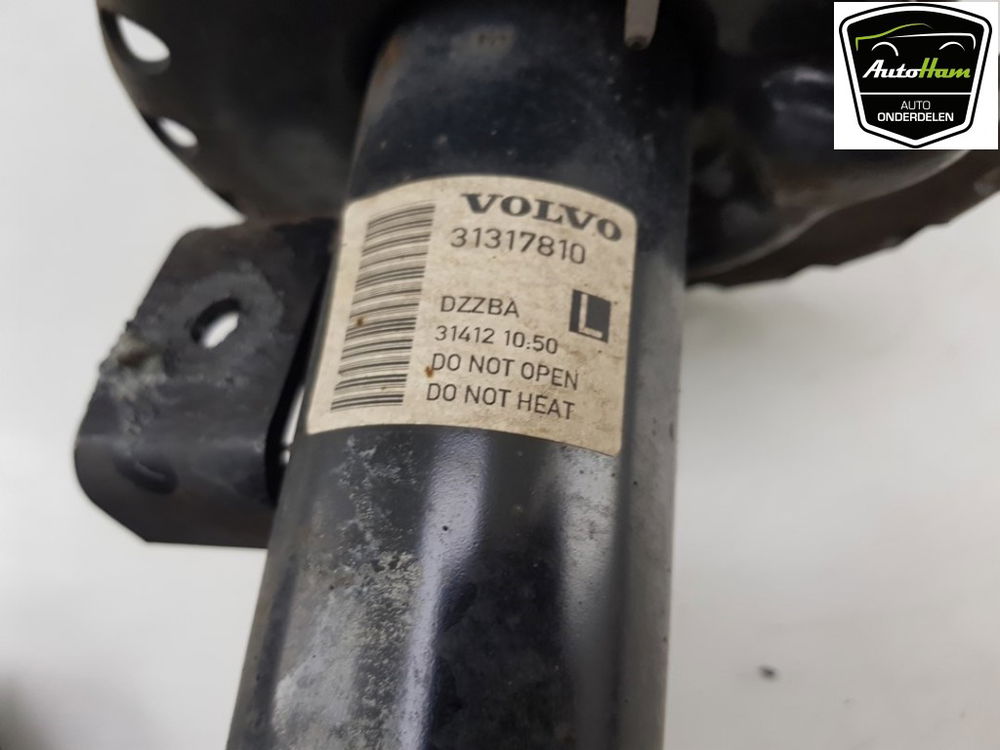 VOLVO
31317810
DZZBA
L
31412 10:50
DO NOT OPEN
DO NOT HEAT
AutoHam
AUTO
ONDERDELEN